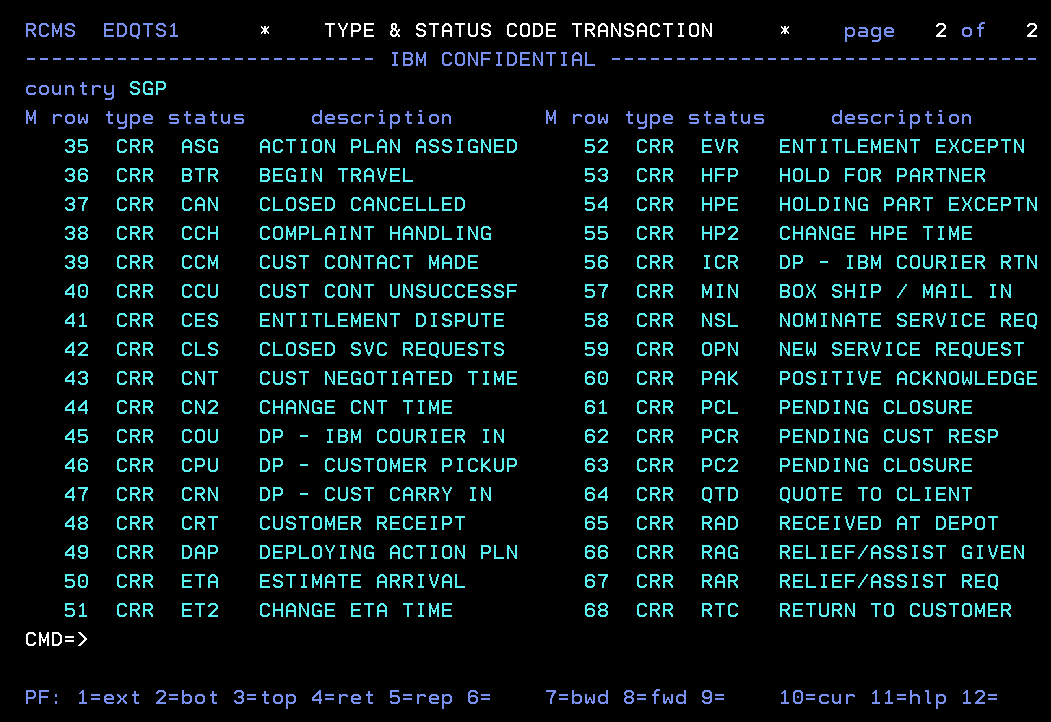 RCMS  EDQTS1      *    TYPE & STATUS CODE TRANSACTION     *    page   2 of   2
--------------------------- IBM CONFIDENTIAL ---------------------------------
country SGP
M row type status     description       M row type status     description
   35  CRR  ASG   ACTION PLAN ASSIGNED     52  CRR  EVR   ENTITLEMENT EXCEPTN
   36  CRR  BTR   BEGIN TRAVEL             53  CRR  HFP   HOLD FOR PARTNER
   37  CRR  CAN   CLOSED CANCELLED         54  CRR  HPE   HOLDING PART EXCEPTN
   38  CRR  CCH   COMPLAINT HANDLING       55  CRR  HP2   CHANGE HPE TIME
   39  CRR  CCM   CUST CONTACT MADE        56  CRR  ICR   DP - IBM COURIER RTN
   40  CRR  CCU   CUST CONT UNSUCCESSF     57  CRR  MIN   BOX SHIP / MAIL IN
   41  CRR  CES   ENTITLEMENT DISPUTE      58  CRR  NSL   NOMINATE SERVICE REQ
   42  CRR  CLS   CLOSED SVC REQUESTS      59  CRR  OPN   NEW SERVICE REQUEST
   43  CRR  CNT   CUST NEGOTIATED TIME     60  CRR  PAK   POSITIVE ACKNOWLEDGE
   44  CRR  CN2   CHANGE CNT TIME          61  CRR  PCL   PENDING CLOSURE
   45  CRR  COU   DP - IBM COURIER IN      62  CRR  PCR   PENDING CUST RESP
   46  CRR  CPU   DP - CUSTOMER PICKUP     63  CRR  PC2   PENDING CLOSURE
   47  CRR  CRN   DP - CUST CARRY IN       64  CRR  QTD   QUOTE TO CLIENT
   48  CRR  CRT   CUSTOMER RECEIPT         65  CRR  RAD   RECEIVED AT DEPOT
   49  CRR  DAP   DEPLOYING ACTION PLN     66  CRR  RAG   RELIEF/ASSIST GIVEN
   50  CRR  ETA   ESTIMATE ARRIVAL         67  CRR  RAR   RELIEF/ASSIST REQ
   51  CRR  ET2   CHANGE ETA TIME          68  CRR  RTC   RETURN TO CUSTOMER
CMD=>
PF: 1=ext 2=bot 3=top 4=ret 5=rep 6=    7=bwd 8=fwd 9=    10=cur 11=hlp 12=